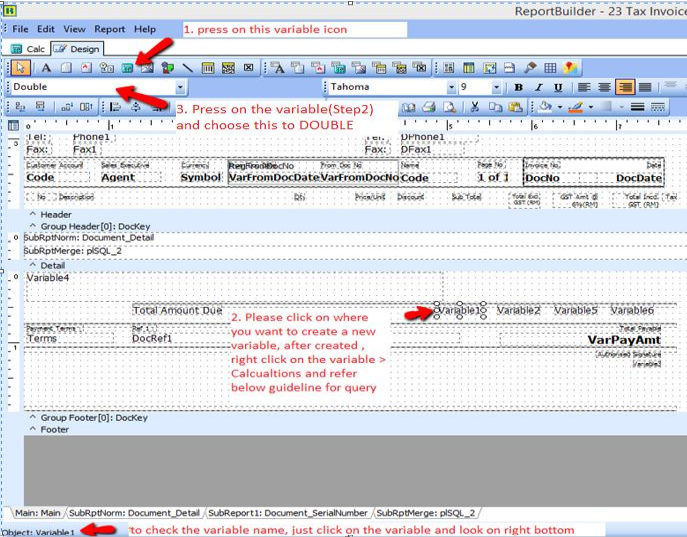 ReportBuilder - 23 Tax Invoice
File Edit View Report Help
1. press on this variable icon
Calc Design
Double
Tahoma
9
B I U
3. Press on the variable(Step2)
and choose this to DOUBLE
Tel: Phone1 Tel: DPhone1
Fax: Fax1 Fax: DFax1
Customer Account Sales Executive Currency From Doc No Name Page No Invoice No. Date
Code Agent Symbol VarFromDocDate VarFromDocNo Code 1 of 1 DocNo DocDate
No Description Qty Price/Unit Discount Sub Total Total Excl. GST (RM) GST Amt @ 6%(RM) Total Incl. GST (RM) Tax
^ Header
^ Group Header[0]: DocKey
SubRptNorm: Document_Detail
SubRptMerge: plSQL_2
^ Detail
Variable4
Total Amount Due Variable1 Variable2 Variable5 Variable6
2. Please click on where
you want to create a new
variable, after created ,
right click on the variable >
Calcualtions and refer
below guideline for query
Payment Terms Ref 1 Total Payable
Terms DocRef1 VarPayAmt
Authorised Signature
Variable3
^ Group Footer[0]: DocKey
^ Footer
Main: Main SubRptNorm: Document_Detail SubReport1: Document_SerialNumber SubRptMerge: plSQL_2
Object: Variable1
to check the variable name, just click on the variable and look on right bottom